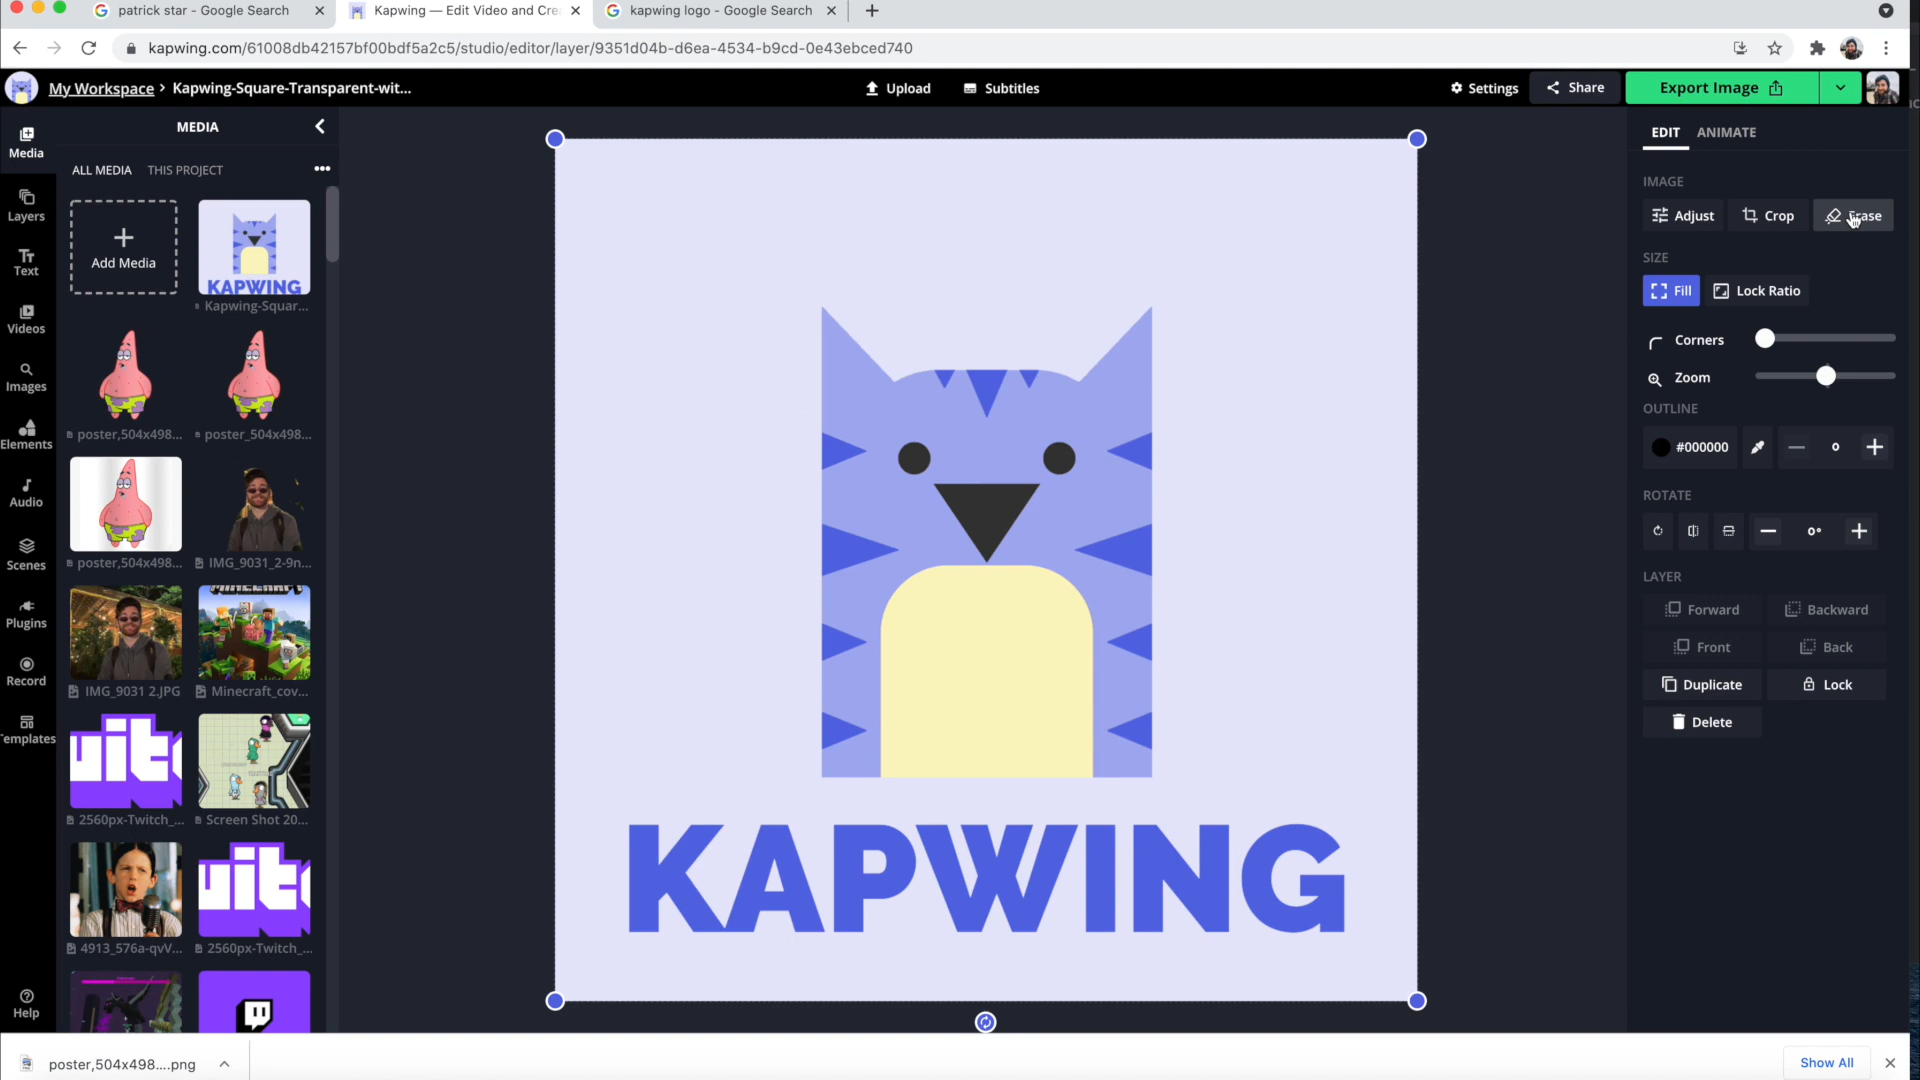 patrick star - Google Search
Kapwing — Edit Video and Cre
kapwing logo - Google Search
kapwing.com/61008db42157bf00bdf5a2c5/studio/editor/layer/9351d04b-d6ea-4534-b9cd-0e43ebced740
My Workspace › Kapwing-Square-Transparent-wit...
Upload
Subtitles
Settings
Share
Export Image
Media
Layers
Text
Videos
Images
Elements
Audio
Scenes
Plugins
Record
Templates
Help
MEDIA
ALL MEDIA
THIS PROJECT
Add Media
KAPWING
Kapwing-Squar...
poster,504x498...
poster_504x498...
poster,504x498...
IMG_9031_2-9n...
IMG_9031 2.JPG
MINECRAFT
Minecraft_cov...
2560px-Twitch_...
Screen Shot 20...
4913_576a-qvV...
2560px-Twitch_...
KAPWING
EDIT
ANIMATE
IMAGE
Adjust
Crop
Erase
SIZE
Fill
Lock Ratio
Corners
Zoom
OUTLINE
#000000
0
ROTATE
0°
LAYER
Forward
Backward
Front
Back
Duplicate
Lock
Delete
poster,504x498....png
Show All